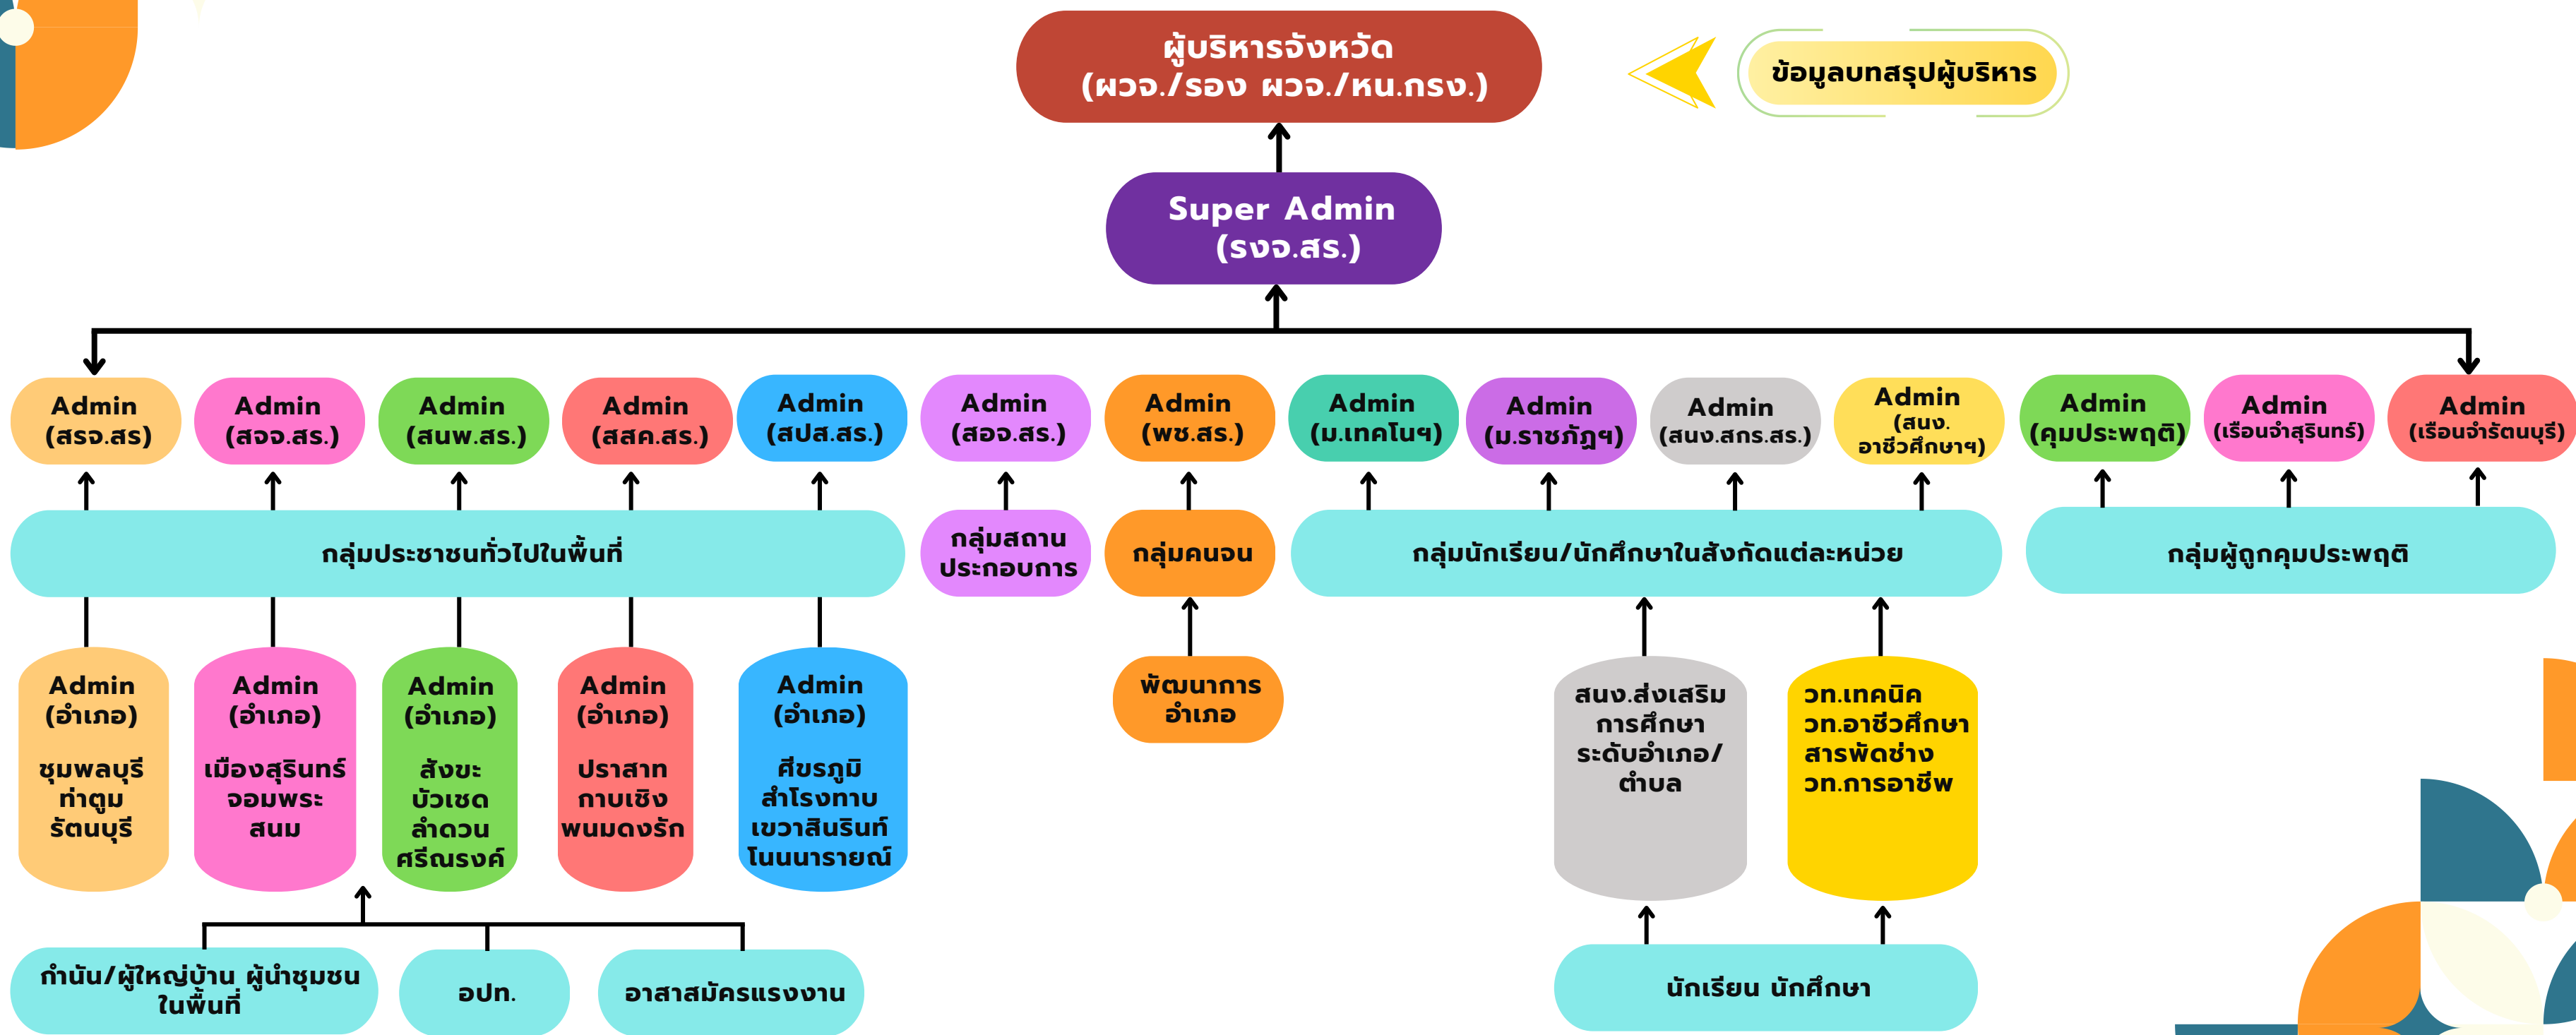 ผู้บริหารจังหวัด
(ผวจ./รอง ผวจ./หน.กรง.)
ข้อมูลบทสรุปผู้บริหาร
Super Admin
(รงจ.สร.)
Admin
(สรจ.สร)
Admin
(สจจ.สร.)
Admin
(สนพ.สร.)
Admin
(สสค.สร.)
Admin
(สปส.สร.)
Admin
(สอจ.สร.)
Admin
(พช.สร.)
Admin
(ม.เทคโนฯ)
Admin
(ม.ราชภัฏฯ)
Admin
(สนง.สกร.สร.)
Admin
(สนง.
อาชีวศึกษาฯ)
Admin
(คุมประพฤติ)
Admin
(เรือนจำสุรินทร์)
Admin
(เรือนจำรัตนบุรี)
กลุ่มประชาชนทั่วไปในพื้นที่
กลุ่มสถาน
ประกอบการ
กลุ่มคนจน
กลุ่มนักเรียน/นักศึกษาในสังกัดแต่ละหน่วย
กลุ่มผู้ถูกคุมประพฤติ
Admin
(อำเภอ)
ชุมพลบุรี
ท่าตูม
รัตนบุรี
Admin
(อำเภอ)
เมืองสุรินทร์
จอมพระ
สนม
Admin
(อำเภอ)
สังขะ
บัวเชด
ลำดวน
ศรีณรงค์
Admin
(อำเภอ)
ปราสาท
กาบเชิง
พนมดงรัก
Admin
(อำเภอ)
ศีขรภูมิ
สำโรงทาบ
เขวาสินรินท์
โนนนารายณ์
พัฒนาการ
อำเภอ
สนง.ส่งเสริม
การศึกษา
ระดับอำเภอ/
ตำบล
วท.เทคนิค
วท.อาชีวศึกษา
สารพัดช่าง
วท.การอาชีพ
กำนัน/ผู้ใหญ่บ้าน ผู้นำชุมชน
ในพื้นที่
อปท.
อาสาสมัครแรงงาน
นักเรียน นักศึกษา